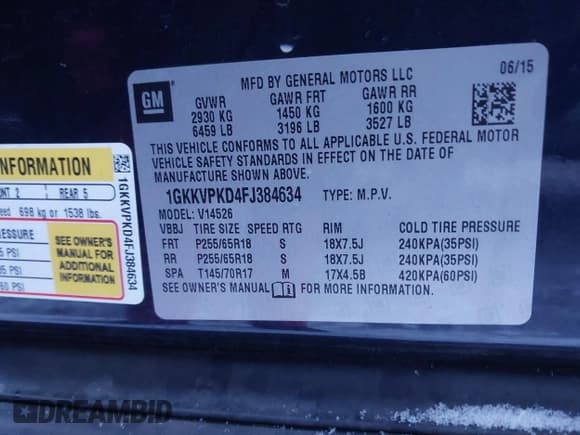 MFD BY GENERAL MOTORS LLC
06/15
GM
GVWR GAWR FRT GAWR RR
2930 KG 1450 KG 1600 KG
6459 LB 3196 LB 3527 LB
THIS VEHICLE CONFORMS TO ALL APPLICABLE U.S. FEDERAL MOTOR
VEHICLE SAFETY STANDARDS IN EFFECT ON THE DATE OF
MANUFACTURE SHOWN ABOVE.
1GKKVPKD4FJ384634 TYPE: M.P.V.
MODEL: V14526
VBBJ TIRE SIZE SPEED RTG RIM COLD TIRE PRESSURE
FRT P255/65R18 S 18X7.5J 240KPA(35PSI)
RR P255/65R18 S 18X7.5J 240KPA(35PSI)
SPA T145/70R17 M 17X4.5B 420KPA(60PSI)
SEE OWNER'S MANUAL i FOR MORE INFORMATION.
INFORMATION
2 REAR 5
698 kg or 1538 lbs.
SEE OWNER'S
MANUAL FOR
ADDITIONAL
INFORMATION
PSI
PSI
PSI
1GKKVPKD4FJ384634
DREAMBID